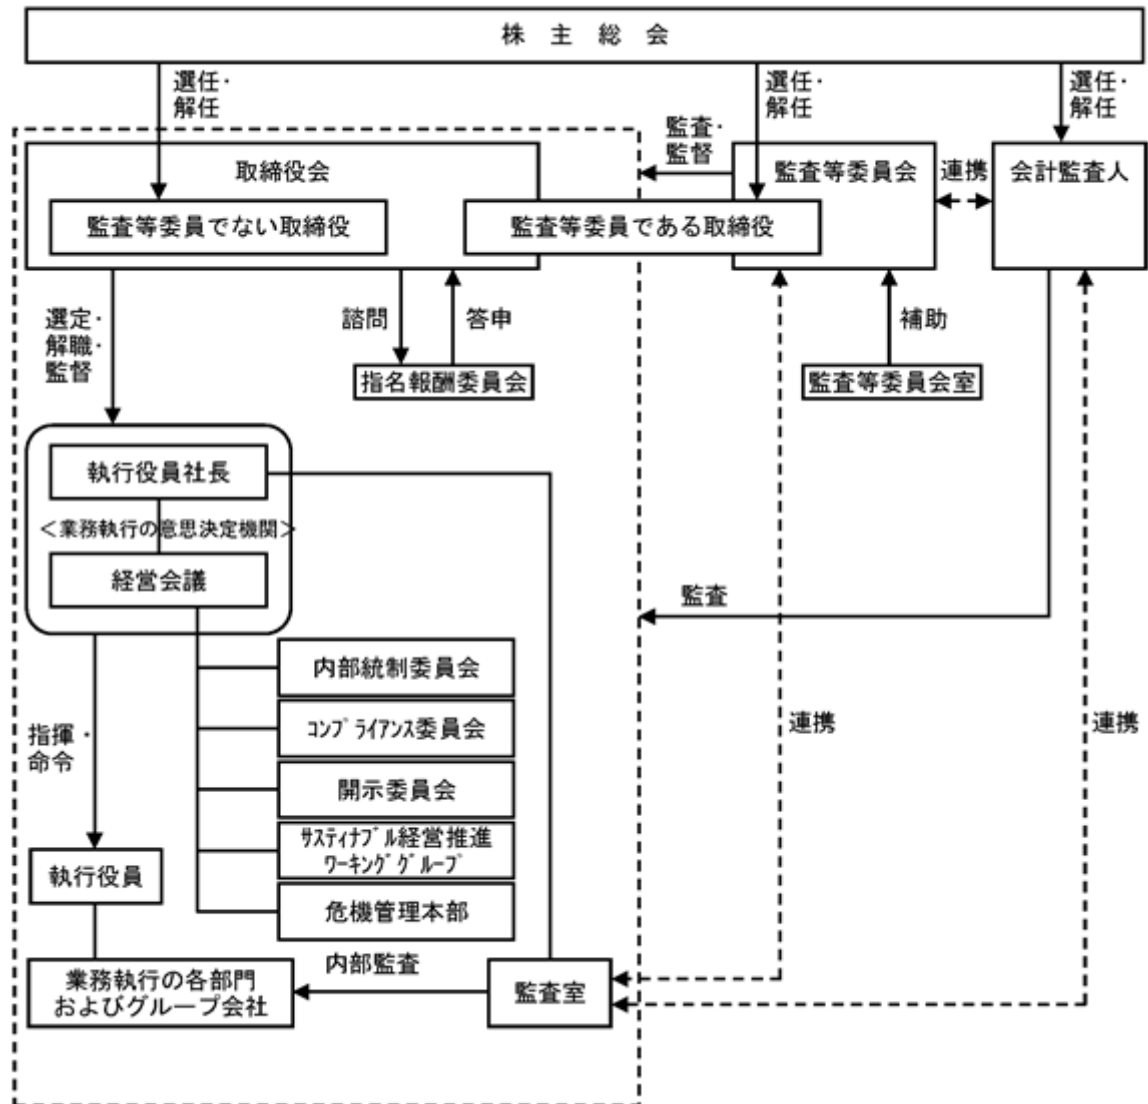 株 主 総 会
選任・
解任
選任・
解任
選任・
解任
監査・
監督
取締役会
監査等委員会
連携
会計監査人
監査等委員でない取締役
監査等委員である取締役
選定・
解職・
監督
諮問
答申
補助
指名報酬委員会
監査等委員会室
執行役員社長
＜業務執行の意思決定機関＞
経営会議
監査
内部統制委員会
ｺﾝﾌﾟﾗｲｱﾝｽ委員会
指揮・
命令
連携
連携
開示委員会
ｻｽﾃｨﾅﾌﾞﾙ経営推進
ﾜｰｷﾝｸﾞｸﾞﾙｰﾌﾟ
執行役員
危機管理本部
内部監査
業務執行の各部門
およびグループ会社
監査室